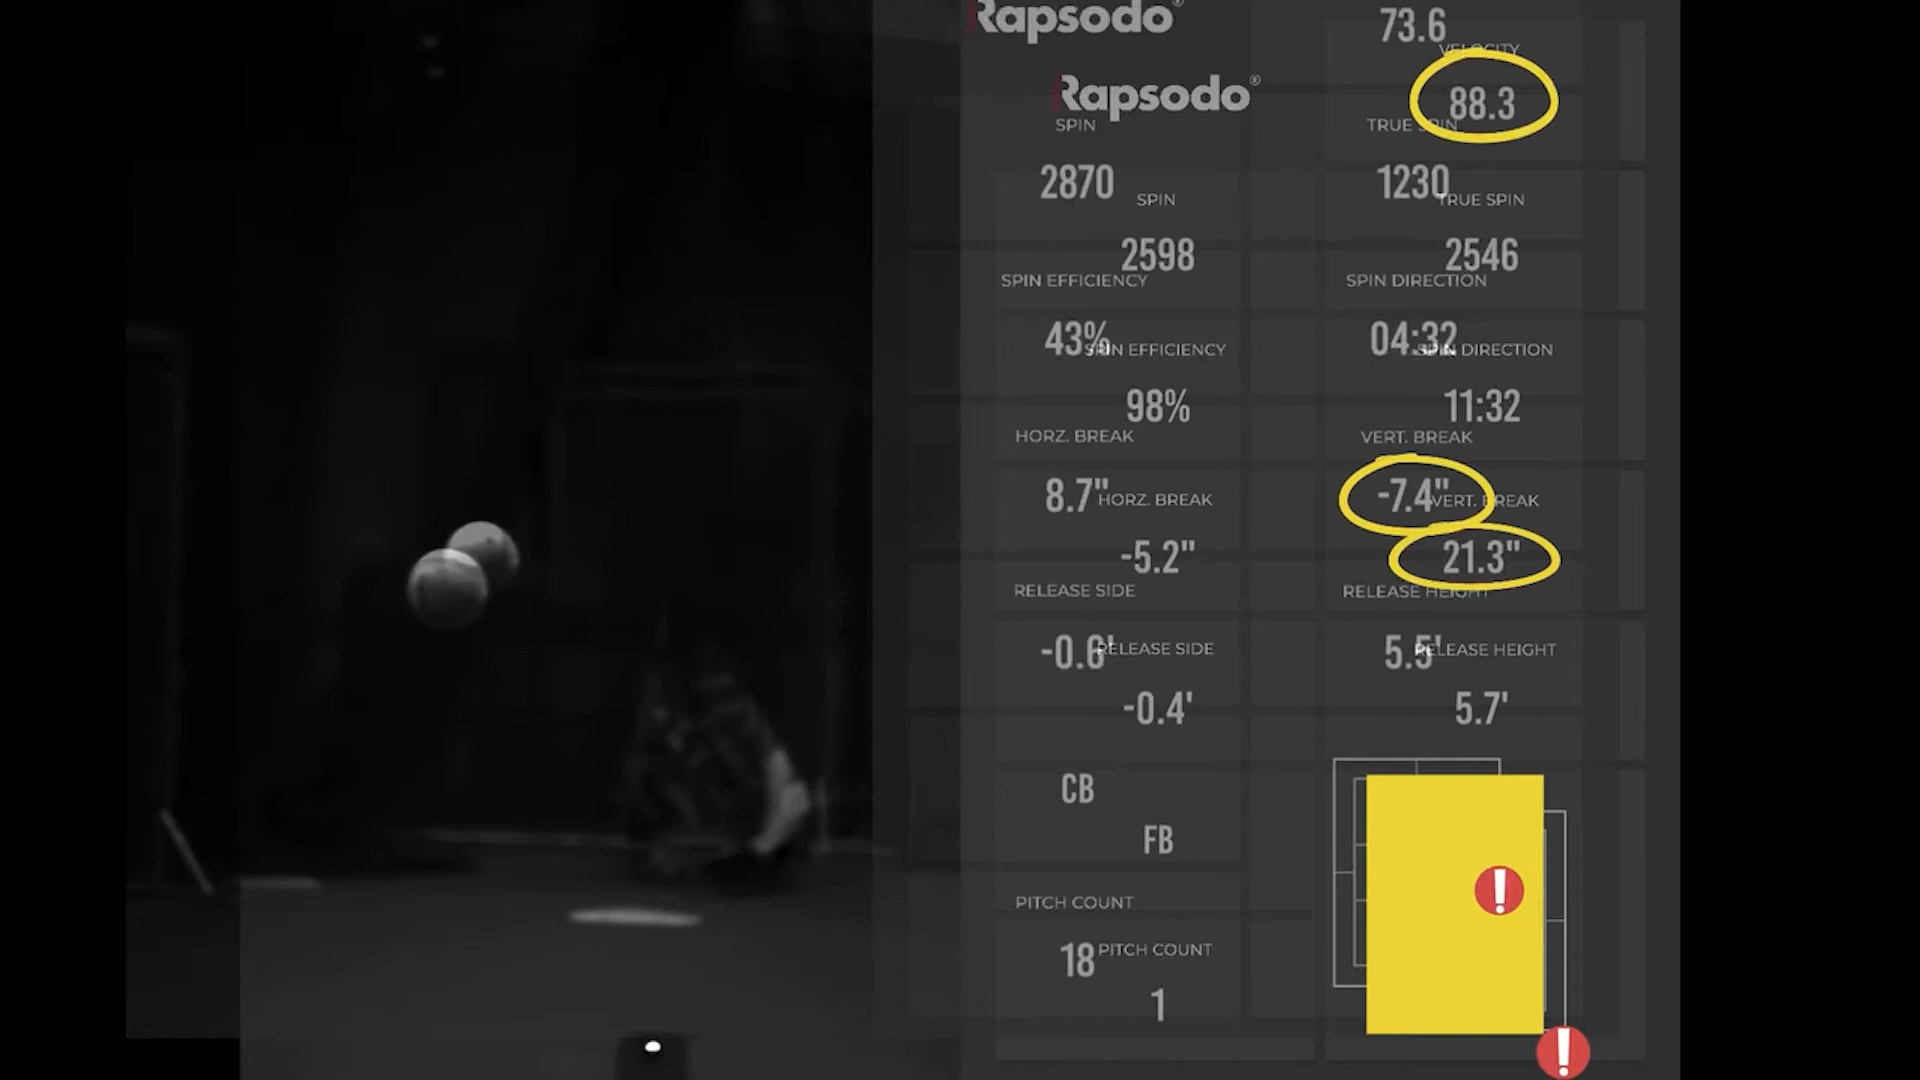 Rapsodo®
73.6
VELOCITY
88.3
Rapsodo®
SPIN
TRUE SPIN
2870
1230
SPIN
TRUE SPIN
2598
2546
SPIN EFFICIENCY
SPIN DIRECTION
43%
04:32
SPIN EFFICIENCY
SPIN DIRECTION
98%
11:32
HORZ. BREAK
VERT. BREAK
8.7"
-7.4"
HORZ. BREAK
VERT. BREAK
-5.2"
21.3"
RELEASE SIDE
RELEASE HEIGHT
-0.6'
5.5'
RELEASE SIDE
RELEASE HEIGHT
-0.4'
5.7'
CB
FB
PITCH COUNT
18
PITCH COUNT
1
!
!